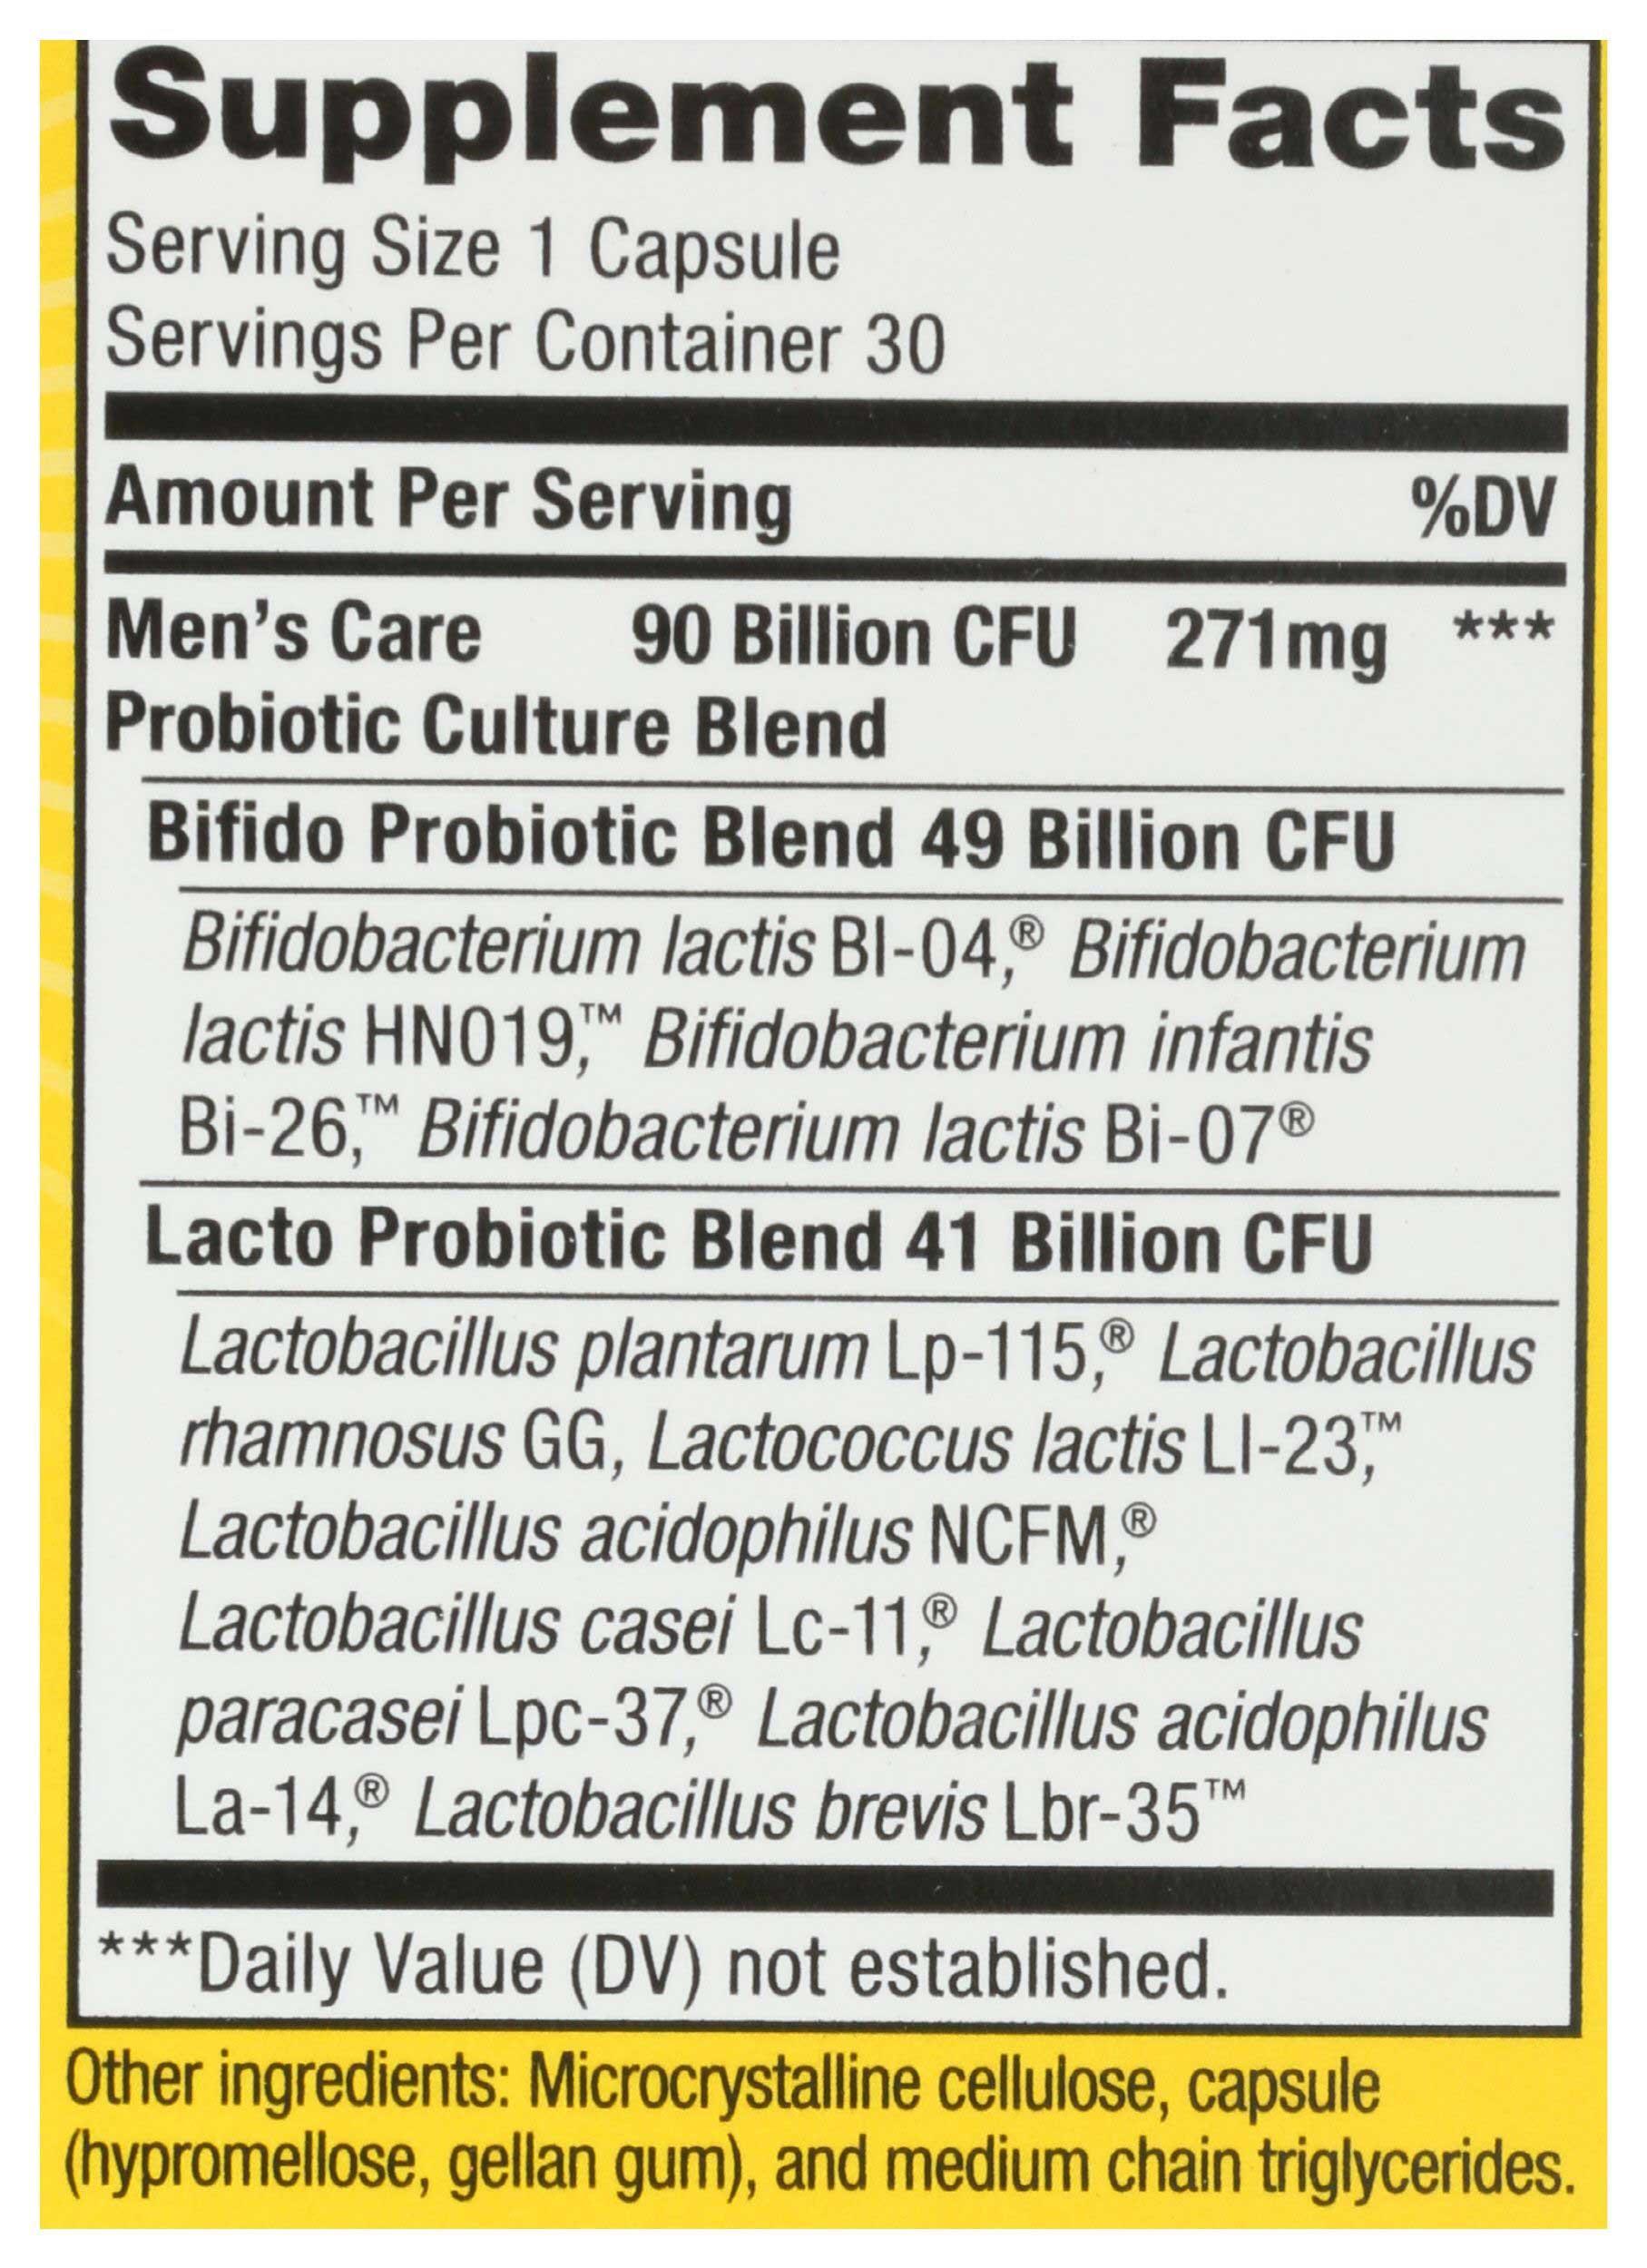 Supplement Facts
Serving Size 1 Capsule
Servings Per Container 30
Amount Per Serving %DV
Men's Care 90 Billion CFU 271mg ***
Probiotic Culture Blend
Bifido Probiotic Blend 49 Billion CFU
Bifidobacterium lactis Bl-04,® Bifidobacterium
lactis HN019,™ Bifidobacterium infantis
Bi-26,™ Bifidobacterium lactis Bi-07®
Lacto Probiotic Blend 41 Billion CFU
Lactobacillus plantarum Lp-115,® Lactobacillus
rhamnosus GG, Lactococcus lactis Ll-23,™
Lactobacillus acidophilus NCFM,®
Lactobacillus casei Lc-11,® Lactobacillus
paracasei Lpc-37,® Lactobacillus acidophilus
La-14,® Lactobacillus brevis Lbr-35™
***Daily Value (DV) not established.
Other ingredients: Microcrystalline cellulose, capsule
(hypromellose, gellan gum), and medium chain triglycerides.